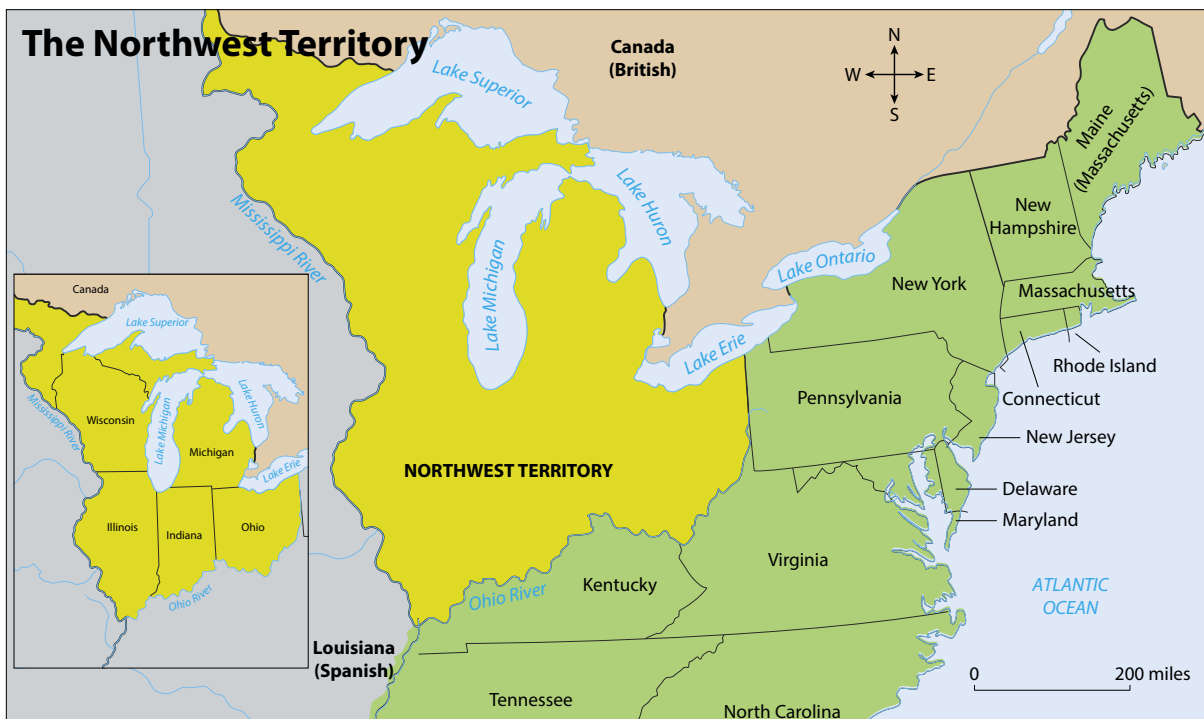 The Northwest Territory
Canada
(British)
N
W
E
S
Lake Superior
Maine
(Massachusetts)
Mississippi River
Lake Huron
Lake Michigan
New
Hampshire
Lake Ontario
New York
Massachusetts
Lake Erie
Rhode Island
Pennsylvania
Connecticut
New Jersey
NORTHWEST TERRITORY
Delaware
Maryland
Virginia
Kentucky
Ohio River
ATLANTIC
OCEAN
Louisiana
(Spanish)
Tennessee
North Carolina
0
200 miles
Canada
Lake Superior
Mississippi River
Wisconsin
Lake Michigan
Lake Huron
Michigan
Lake Erie
Illinois
Indiana
Ohio
Ohio River